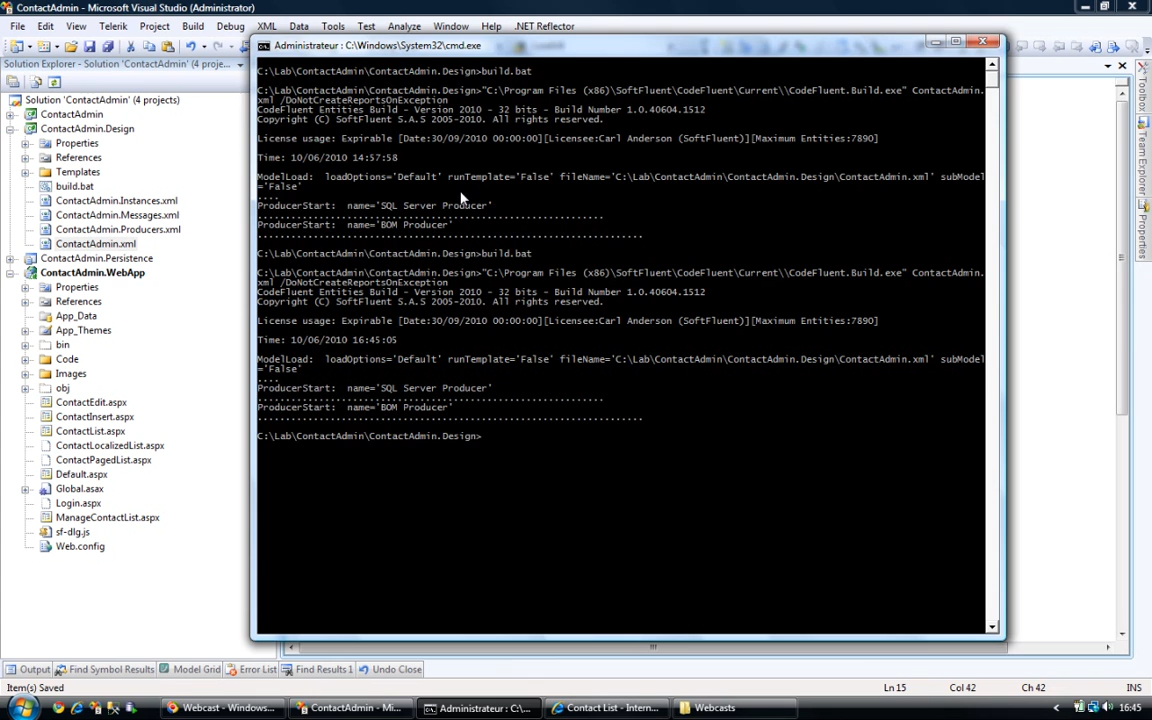 ContactAdmin - Microsoft Visual Studio (Administrator)
File Edit View Telerik Project Build Debug XML Data Tools Test Analyze Window Help .NET Reflector
Solution Explorer - Solution 'ContactAdmin' (4 proje...
Solution 'ContactAdmin' (4 projects)
ContactAdmin
ContactAdmin.Design
Properties
References
Templates
build.bat
ContactAdmin.Instances.xml
ContactAdmin.Messages.xml
ContactAdmin.Producers.xml
ContactAdmin.xml
ContactAdmin.Persistence
ContactAdmin.WebApp
Properties
References
App_Data
App_Themes
bin
Code
Images
obj
ContactEdit.aspx
ContactInsert.aspx
ContactList.aspx
ContactLocalizedList.aspx
ContactPagedList.aspx
Default.aspx
Global.asax
Login.aspx
ManageContactList.aspx
sf-dlg.js
Web.config
Administrateur : C:\Windows\System32\cmd.exe
C:\Lab\ContactAdmin\ContactAdmin.Design>build.bat
C:\Lab\ContactAdmin\ContactAdmin.Design>"C:\Program Files (x86)\SoftFluent\CodeFluent\Current\\CodeFluent.Build.exe" ContactAdmin.
xml /DoNotCreateReportsOnException
CodeFluent Entities Build - Version 2010 - 32 bits - Build Number 1.0.40604.1512
Copyright (C) SoftFluent S.A.S 2005-2010. All rights reserved.
License usage: Expirable [Date:30/09/2010 00:00:00][Licensee:Carl Anderson (SoftFluent)][Maximum Entities:7890]
Time: 10/06/2010 14:57:58
ModelLoad: loadOptions='Default' runTemplate='False' fileName='C:\Lab\ContactAdmin\ContactAdmin.Design\ContactAdmin.xml' subModel
='False'
....
ProducerStart: name='SQL Server Producer'
..............................................................
ProducerStart: name='BOM Producer'
......................................................................
C:\Lab\ContactAdmin\ContactAdmin.Design>build.bat
C:\Lab\ContactAdmin\ContactAdmin.Design>"C:\Program Files (x86)\SoftFluent\CodeFluent\Current\\CodeFluent.Build.exe" ContactAdmin.
xml /DoNotCreateReportsOnException
CodeFluent Entities Build - Version 2010 - 32 bits - Build Number 1.0.40604.1512
Copyright (C) SoftFluent S.A.S 2005-2010. All rights reserved.
License usage: Expirable [Date:30/09/2010 00:00:00][Licensee:Carl Anderson (SoftFluent)][Maximum Entities:7890]
Time: 10/06/2010 16:45:05
ModelLoad: loadOptions='Default' runTemplate='False' fileName='C:\Lab\ContactAdmin\ContactAdmin.Design\ContactAdmin.xml' subModel
='False'
....
ProducerStart: name='SQL Server Producer'
..............................................................
ProducerStart: name='BOM Producer'
......................................................................
C:\Lab\ContactAdmin\ContactAdmin.Design>
Toolbox
Team Explorer
Properties
Output Find Symbol Results Model Grid Error List Find Results 1 Undo Close
Item(s) Saved Ln 15 Col 42 Ch 42 INS
Webcast - Windows... ContactAdmin - Mi... Administrateur : C:\... Contact List - Intern... Webcasts 16:45